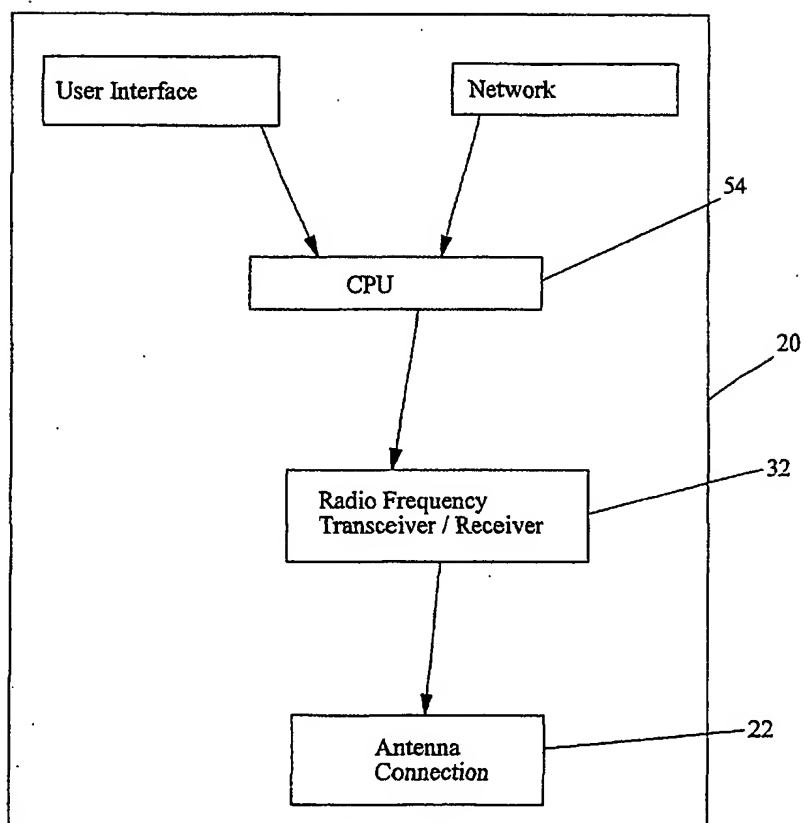 User Interface
Network
54
CPU
20
32
Radio Frequency
Transceiver / Receiver
22
Antenna
Connection